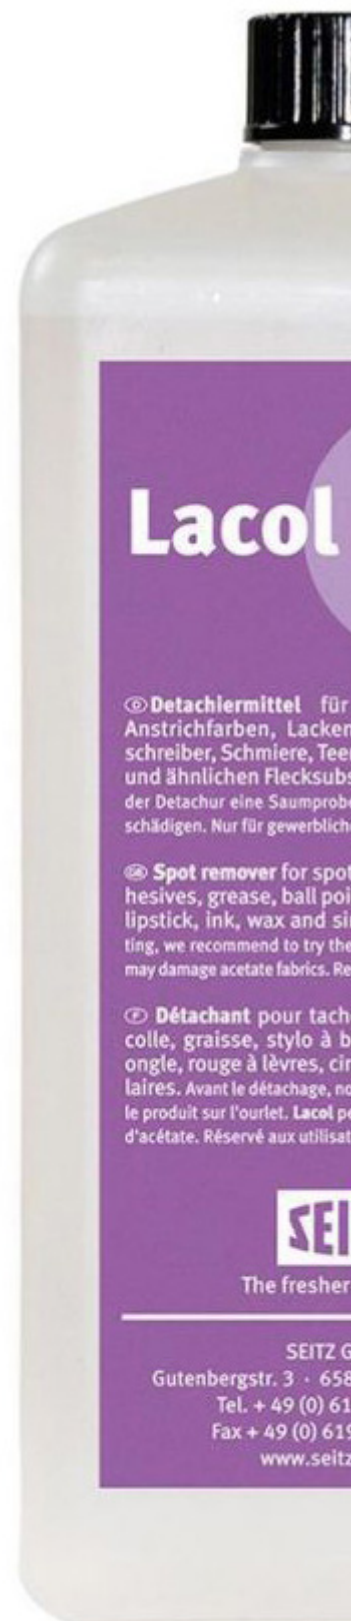 Lacol
Ⓓ Detachiermittel für
Anstrichfarben, Lacken
schreiber, Schmiere, Teer
und ähnlichen Flecksubs
der Detachur eine Saumprobe
schädigen. Nur für gewerblich
GB Spot remover for spot
hesives, grease, ball poi
lipstick, ink, wax and si
ting, we recommend to try the
may damage acetate fabrics. Re
Ⓕ Détachant pour tach
colle, graisse, stylo à b
ongle, rouge à lèvres, cir
laires. Avant le détachage, no
le produit sur l'ourlet. Lacol pe
d'acétate. Réservé aux utilisat
SEI
The fresher
SEITZ G
Gutenbergstr. 3 · 658
Tel. + 49 (0) 61
Fax + 49 (0) 619
www.seitz